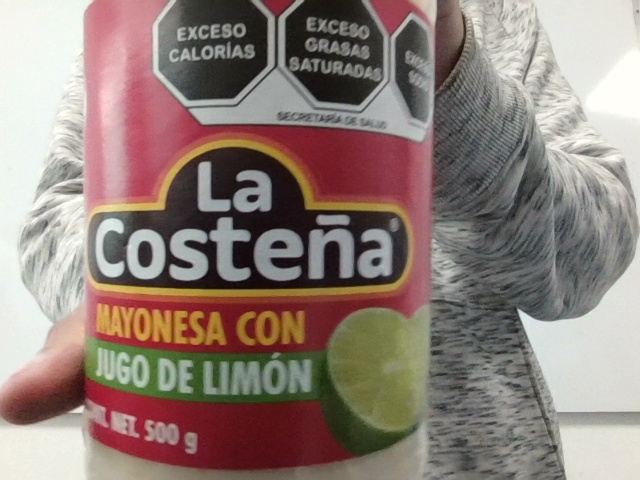 EXCESO
CALORÍAS
EXCESO
GRASAS
SATURADAS
SECRETARÍA DE SALUD
La
Costeña®
MAYONESA CON
JUGO DE LIMÓN
NET. 500 g